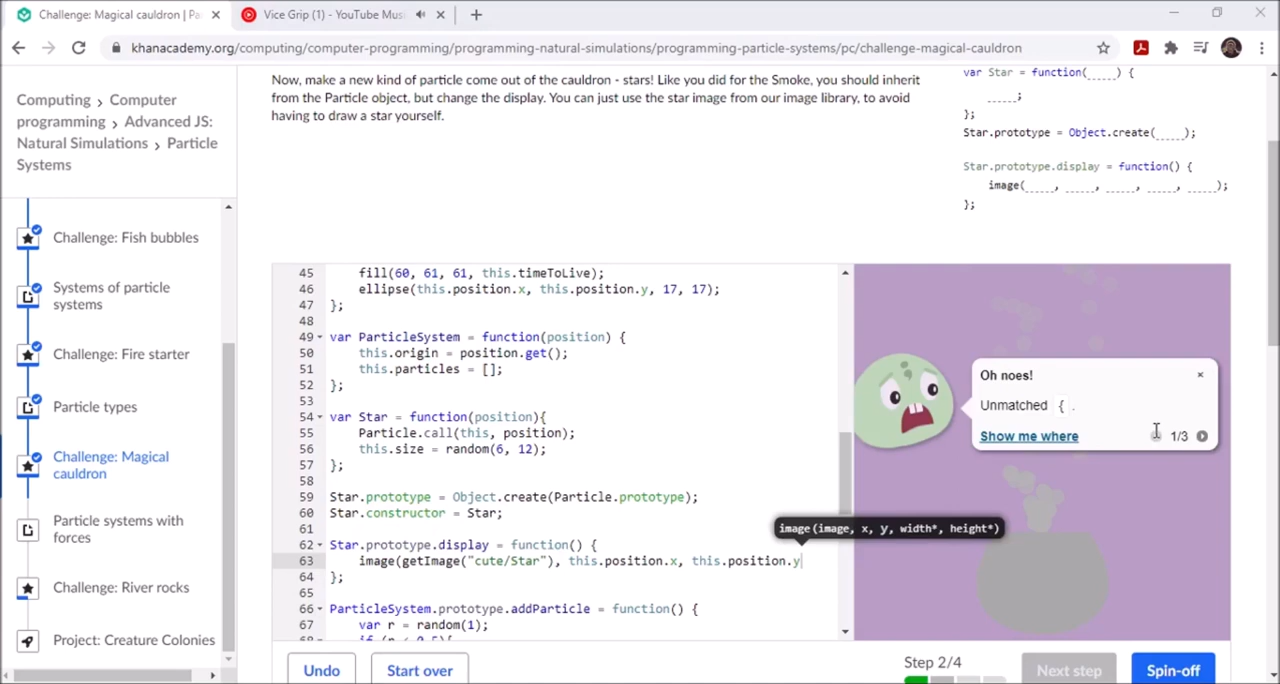 Challenge: Magical cauldron | Pa
Vice Grip (1) - YouTube Mus
khanacademy.org/computing/computer-programming/programming-natural-simulations/programming-particle-systems/pc/challenge-magical-cauldron
Computing > Computer
programming > Advanced JS:
Natural Simulations > Particle
Systems
Challenge: Fish bubbles
Systems of particle
systems
Challenge: Fire starter
Particle types
Challenge: Magical
cauldron
Particle systems with
forces
Challenge: River rocks
Project: Creature Colonies
Now, make a new kind of particle come out of the cauldron - stars! Like you did for the Smoke, you should inherit
from the Particle object, but change the display. You can just use the star image from our image library, to avoid
having to draw a star yourself.
var Star = function(_____) {
_____;
};
Star.prototype = Object.create(_____);
Star.prototype.display = function() {
image(_____, _____, _____, _____, _____);
};
45 fill(60, 61, 61, this.timeToLive);
46 ellipse(this.position.x, this.position.y, 17, 17);
47 };
48
49 var ParticleSystem = function(position) {
50 this.origin = position.get();
51 this.particles = [];
52 };
53
54 var Star = function(position){
55 Particle.call(this, position);
56 this.size = random(6, 12);
57 };
58
59 Star.prototype = Object.create(Particle.prototype);
60 Star.constructor = Star;
61
image(image, x, y, width*, height*)
62 Star.prototype.display = function() {
63 image(getImage("cute/Star"), this.position.x, this.position.y
64 };
65
66 ParticleSystem.prototype.addParticle = function() {
67 var r = random(1);
Oh noes!
Unmatched { .
Show me where
1/3
Undo
Start over
Step 2/4
Next step
Spin-off